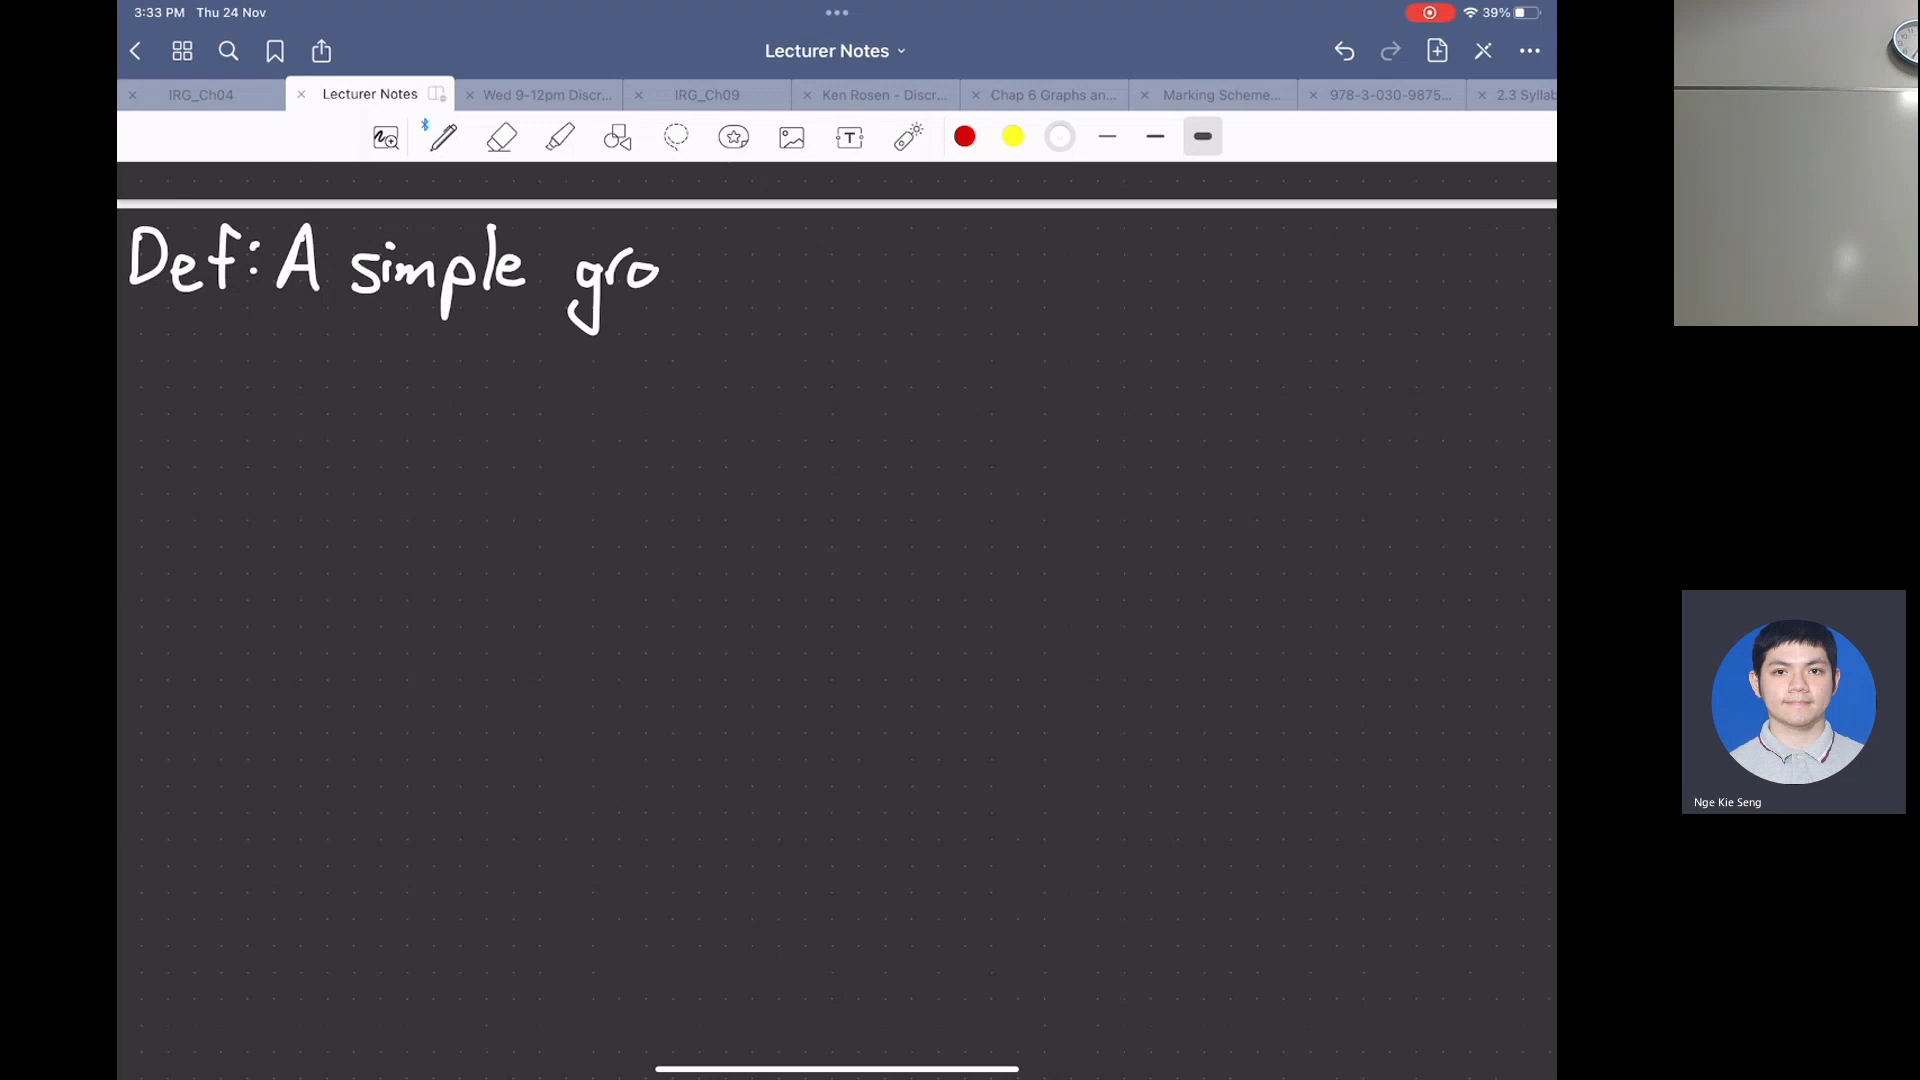 3:33 PM Thu 24 Nov
39%
Lecturer Notes
IRG_Ch04
Lecturer Notes
Wed 9-12pm Discr...
IRG_Ch09
Ken Rosen - Discr...
Chap 6 Graphs an...
Marking Scheme...
978-3-030-9875...
2.3 Syllab
T
Def: A simple gro
Nge Kie Seng